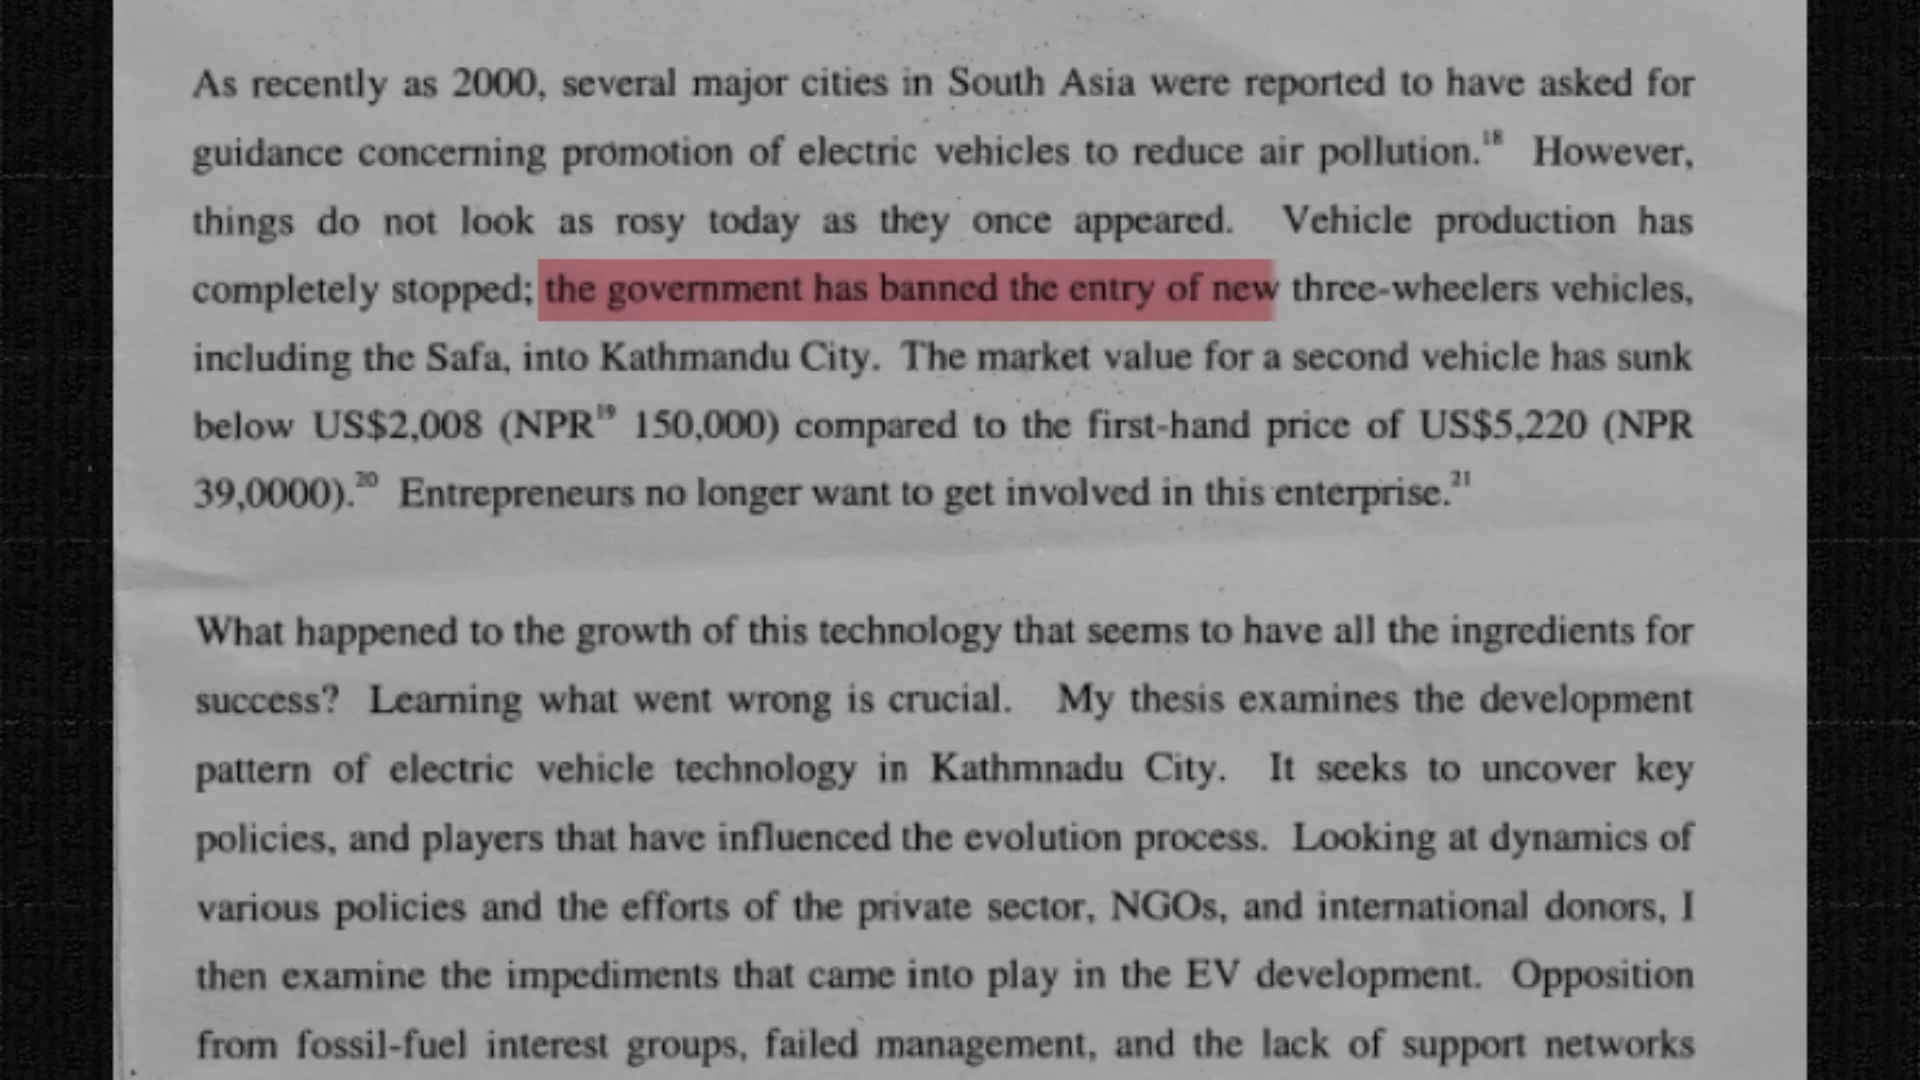 As recently as 2000, several major cities in South Asia were reported to have asked for
guidance concerning promotion of electric vehicles to reduce air pollution.18 However,
things do not look as rosy today as they once appeared. Vehicle production has
completely stopped; the government has banned the entry of new three-wheelers vehicles,
including the Safa, into Kathmandu City. The market value for a second vehicle has sunk
below US$2,008 (NPR19 150,000) compared to the first-hand price of US$5,220 (NPR
39,0000).20 Entrepreneurs no longer want to get involved in this enterprise.21
What happened to the growth of this technology that seems to have all the ingredients for
success? Learning what went wrong is crucial. My thesis examines the development
pattern of electric vehicle technology in Kathmnadu City. It seeks to uncover key
policies, and players that have influenced the evolution process. Looking at dynamics of
various policies and the efforts of the private sector, NGOs, and international donors, I
then examine the impediments that came into play in the EV development. Opposition
from fossil-fuel interest groups, failed management, and the lack of support networks